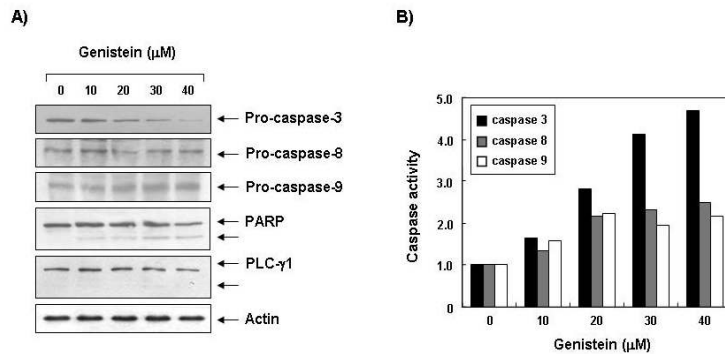 A)
Genistein (μM)
0 10 20 30 40
Pro-caspase-3
Pro-caspase-8
Pro-caspase-9
PARP
PLC-γ1
Actin
B)
5.0
4.0
3.0
2.0
1.0
caspase 3
caspase 8
caspase 9
Caspase activity
0 10 20 30 40
Genistein (μM)